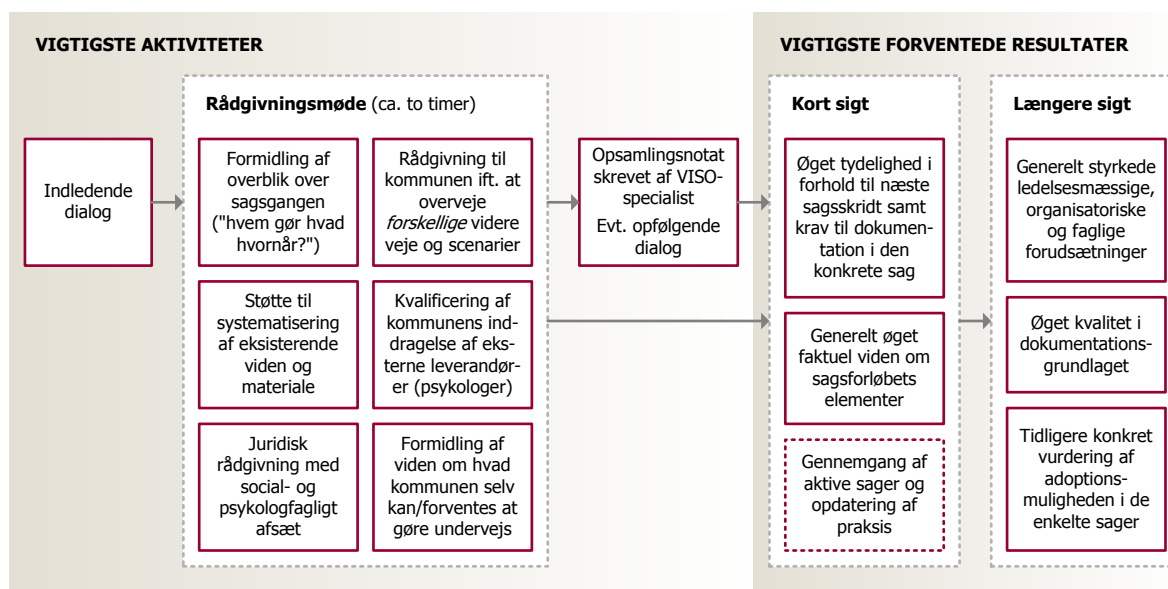 VIGTIGSTE AKTIVITETER
Indledende
dialog
Rådgivningsmøde (ca. to timer)
Formidling af
overblik over
sagsgangen
("hvem gør hvad
hvornår?")
Rådgivning til
kommunen ift. at
overveje
forskellige videre
veje og scenarier
Støtte til
systematisering
af eksisterende
viden og
materiale
Kvalificering af
kommunens ind-
dragelse af eks-
terne leverandør-
er (psykologer)
Juridisk
rådgivning med
social- og
psykologfagligt
afsæt
Formidling af
viden om hvad
kommunen selv
kan/forventes at
gøre undervejs
Opsamlingsnotat
skrevet af VISO-
specialist
Evt. opfølgende
dialog
VIGTIGSTE FORVENTEDE RESULTATER
Kort sigt
Øget tydelighed i
forhold til næste
sagsskridt samt
krav til dokumen-
tation i den
konkrete sag
Generelt øget
faktuel viden om
sagsforløbets
elementer
Gennemgang af
aktive sager og
opdatering af
praksis
Længere sigt
Generelt styrkede
ledelsesmæssige,
organisatoriske
og faglige
forudsætninger
Øget kvalitet i
dokumentations-
grundlaget
Tidligere konkret
vurdering af
adoptions-
muligheden i de
enkelte sager